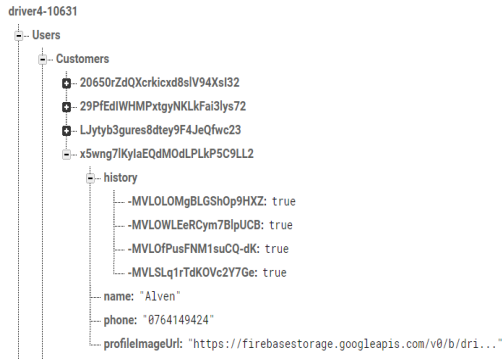 driver4-10631
Users
Customers
20650rZdQXcrkicxd8slV94Xsl32
29PfEdlWHMPxtgyNKLkFai3lys72
LJytyb3gures8dtey9F4JeQfwc23
x5wng7lKylaEQdMOdLPLkP5C9LL2
history
-MVLOLOMgBLGShOp9HXZ: true
-MVLOWLEeRCym7BlpUCB: true
-MVLOfPusFNM1suCQ-dK: true
-MVLSLq1rTdKOVc2Y7Ge: true
name: "Alven"
phone: "0764149424"
profileImageUrl: "https://firebasestorage.googleapis.com/v0/b/dri..."